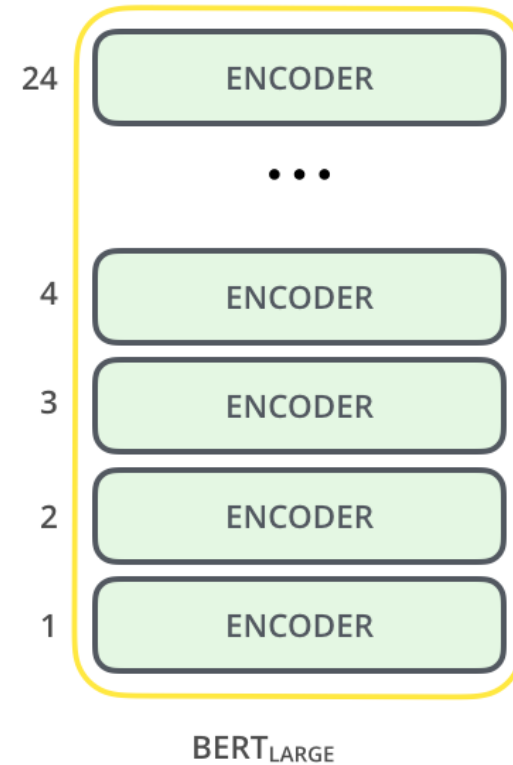 24 ENCODER
...
4 ENCODER
3 ENCODER
2 ENCODER
1 ENCODER
BERTLARGE